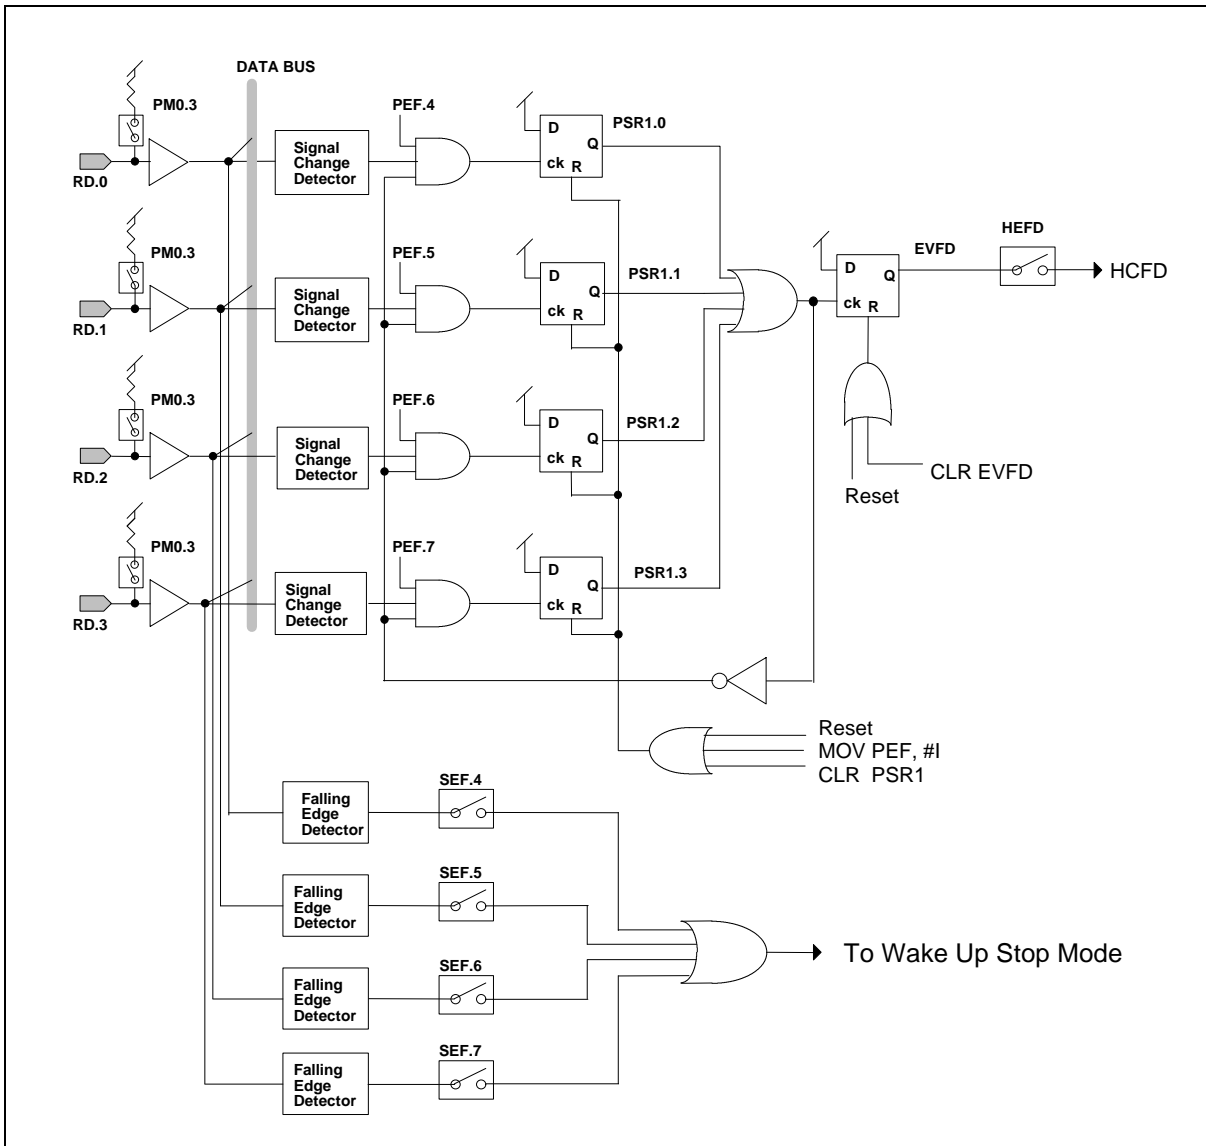 DATA BUS
PM0.3
PEF.4
D
Q
ck
R
PSR1.0
Signal
Change
Detector
RD.0
PM0.3
PEF.5
D
Q
ck
R
PSR1.1
Signal
Change
Detector
RD.1
HEFD
EVFD
D
Q
ck
R
HCFD
PM0.3
PEF.6
D
Q
ck
R
PSR1.2
Signal
Change
Detector
RD.2
CLR EVFD
Reset
PM0.3
PEF.7
D
Q
ck
R
PSR1.3
Signal
Change
Detector
RD.3
Reset
MOV PEF, #I
CLR PSR1
SEF.4
Falling
Edge
Detector
SEF.5
Falling
Edge
Detector
To Wake Up Stop Mode
SEF.6
Falling
Edge
Detector
SEF.7
Falling
Edge
Detector